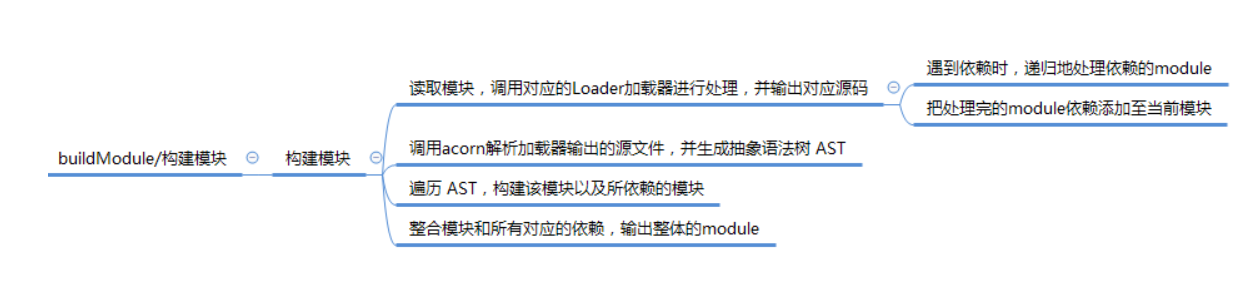 buildModule/构建模块
构建模块
读取模块，调用对应的Loader加载器进行处理，并输出对应源码
遇到依赖时，递归地处理依赖的module
把处理完的module依赖添加至当前模块
调用acorn解析加载器输出的源文件，并生成抽象语法树 AST
遍历 AST，构建该模块以及所依赖的模块
整合模块和所有对应的依赖，输出整体的module